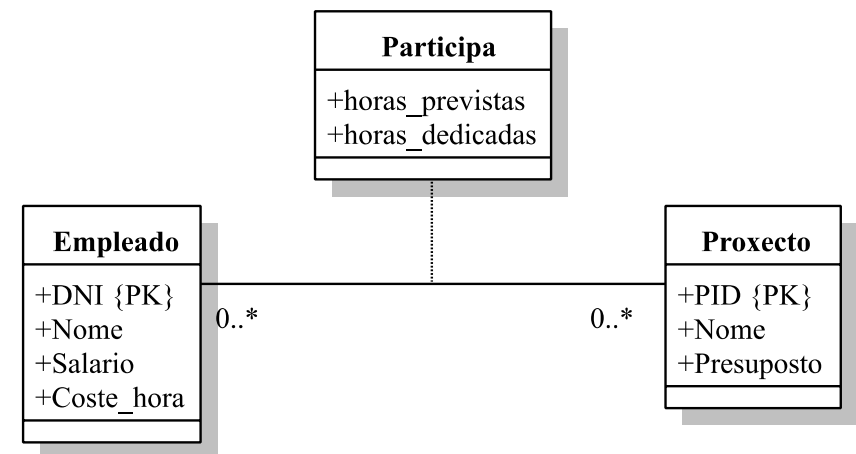 Participa
+horas_previstas
+horas_dedicadas
Empleado
+DNI {PK}
+Nome
+Salario
+Coste_hora
0..*
0..*
Proxecto
+PID {PK}
+Nome
+Presuposto